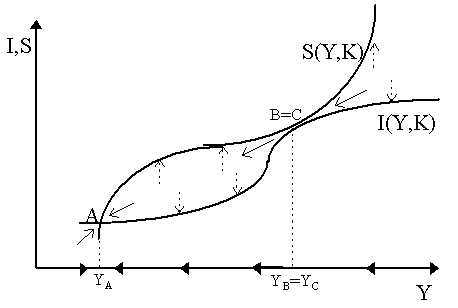 I,S
S(Y,K)
B=C
I(Y,K)
A
Y_A
Y_B=Y_C
Y